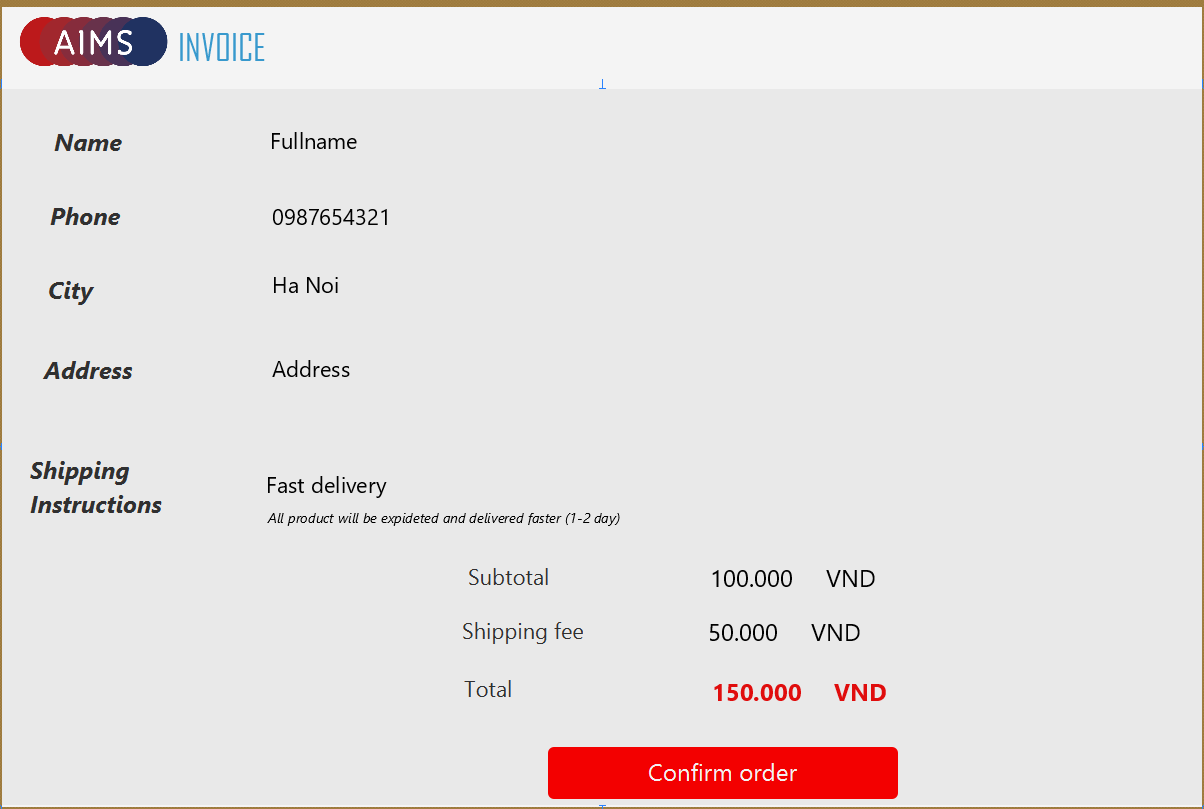 AIMS INVOICE
Name Fullname
Phone 0987654321
City Ha Noi
Address Address
Shipping
Instructions
Fast delivery
All product will be expideted and delivered faster (1-2 day)
Subtotal 100.000 VND
Shipping fee 50.000 VND
Total 150.000 VND
Confirm order